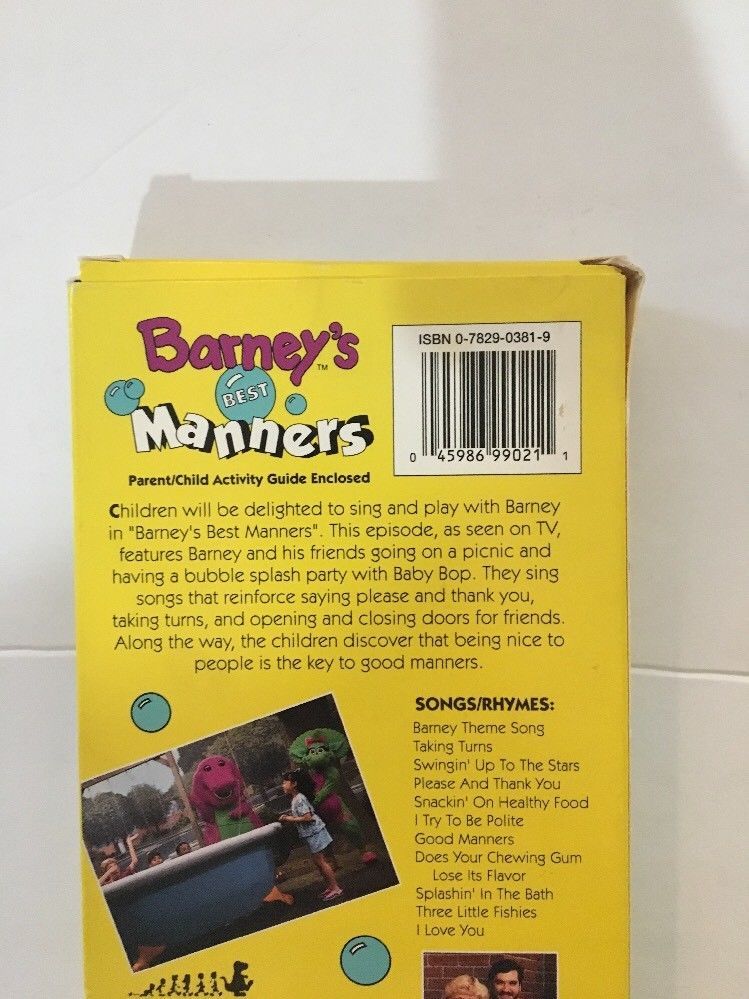 Barney's™
BEST
Manners
Parent/Child Activity Guide Enclosed
ISBN 0-7829-0381-9
0 45986 99021 1
1
Children will be delighted to sing and play with Barney
in "Barney's Best Manners". This episode, as seen on TV,
features Barney and his friends going on a picnic and
having a bubble splash party with Baby Bop. They sing
songs that reinforce saying please and thank you,
taking turns, and opening and closing doors for friends.
Along the way, the children discover that being nice to
people is the key to good manners.
SONGS/RHYMES:
Barney Theme Song
Taking Turns
Swingin' Up To The Stars
Please And Thank You
Snackin' On Healthy Food
I Try To Be Polite
Good Manners
Does Your Chewing Gum
Lose Its Flavor
Splashin' In The Bath
Three Little Fishies
I Love You